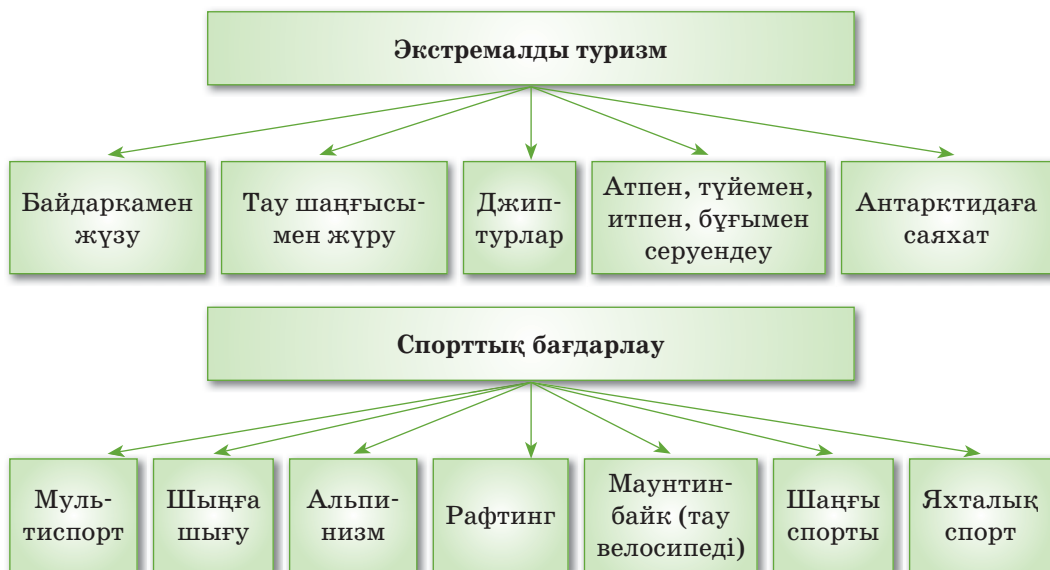 Экстремалды туризм
Байдаркамен
жүзу
Тау шаңғысы-
мен жүру
Джип-
турлар
Атпен, түйемен,
итпен, бұғымен
серуендеу
Антарктидаға
саяхат
Спорттық бағдарлау
Муль-
тиспорт
Шыңға
шығу
Альпи-
низм
Рафтинг
Маунтин-
байк (тау
велосипеді)
Шаңғы
спорты
Яхталық
спорт